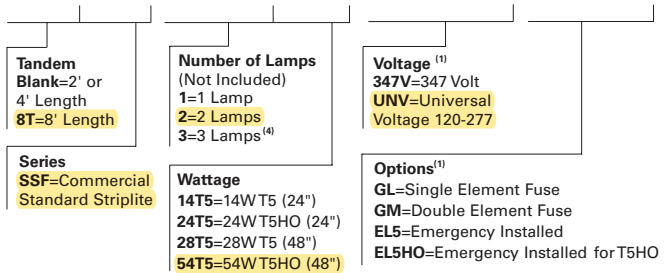 Tandem
Blank=2' or
4' Length
8T=8' Length
Series
SSF=Commercial
Standard Striplite
Number of Lamps
(Not Included)
1=1 Lamp
2=2 Lamps
3=3 Lamps(4)
Wattage
14T5=14W T5 (24")
24T5=24W T5HO (24")
28T5=28W T5 (48")
54T5=54W T5HO (48")
Voltage (1)
347V=347 Volt
UNV=Universal
Voltage 120-277
Options(1)
GL=Single Element Fuse
GM=Double Element Fuse
EL5=Emergency Installed
EL5HO=Emergency Installed for T5HO